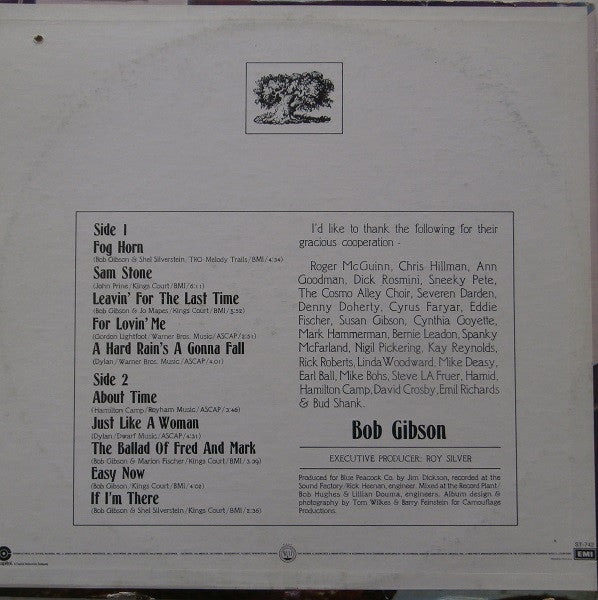 Side 1
Fog Horn
(Bob Gibson & Shel Silverstein, TRO-Melody Trails/BMI/4:34)
Sam Stone
(John Prine/Kings Court/BMI/6:11)
Leavin' For The Last Time
(Bob Gibson & Jo Mapes/Kings Court/BMI/3:52)
For Lovin' Me
(Gordon Lightfoot/Warner Bros. Music/ASCAP/3:51)
A Hard Rain's A Gonna Fall
(Dylan/Warner Bros. Music/ASCAP/4:01)
Side 2
About Time
(Hamilton Camp/Royham Music/ASCAP/3:46)
Just Like A Woman
(Dylan/Dwarf Music/ASCAP/4:31)
The Ballad Of Fred And Mark
(Bob Gibson & Marion Fischer/Kings Court/BMI/3:39)
Easy Now
(Bob Gibson/Kings Court/BMI/4:02)
If I'm There
(Bob Gibson & Shel Silverstein/Kings Court/BMI/2:36)
I'd like to thank the following for their
gracious cooperation -
Roger McGuinn, Chris Hillman, Ann
Goodman, Dick Rosmini, Sneeky Pete,
The Cosmo Alley Choir, Severen Darden,
Denny Doherty, Cyrus Faryar, Eddie
Fischer, Susan Gibson, Cynthia Goyette,
Mark Hammerman, Bernie Leadon, Spanky
McFarland, Nigil Pickering, Kay Reynolds,
Rick Roberts, Linda Woodward, Mike Deasy,
Earl Ball, Mike Bohs, Steve LA Fruer, Hamid,
Hamilton Camp, David Crosby, Emil Richards
& Bud Shank.
Bob Gibson
EXECUTIVE PRODUCER: ROY SILVER
Produced for Blue Peacock Co. by Jim Dickson, recorded at the
Sound Factory/Rick Heenan, engineer. Mixed at the Record Plant/
Bob Hughes & Lillian Douma, engineers. Album design &
photography by Tom Wilkes & Barry Feinstein for Camouflage
Productions.
ST-742
EMI